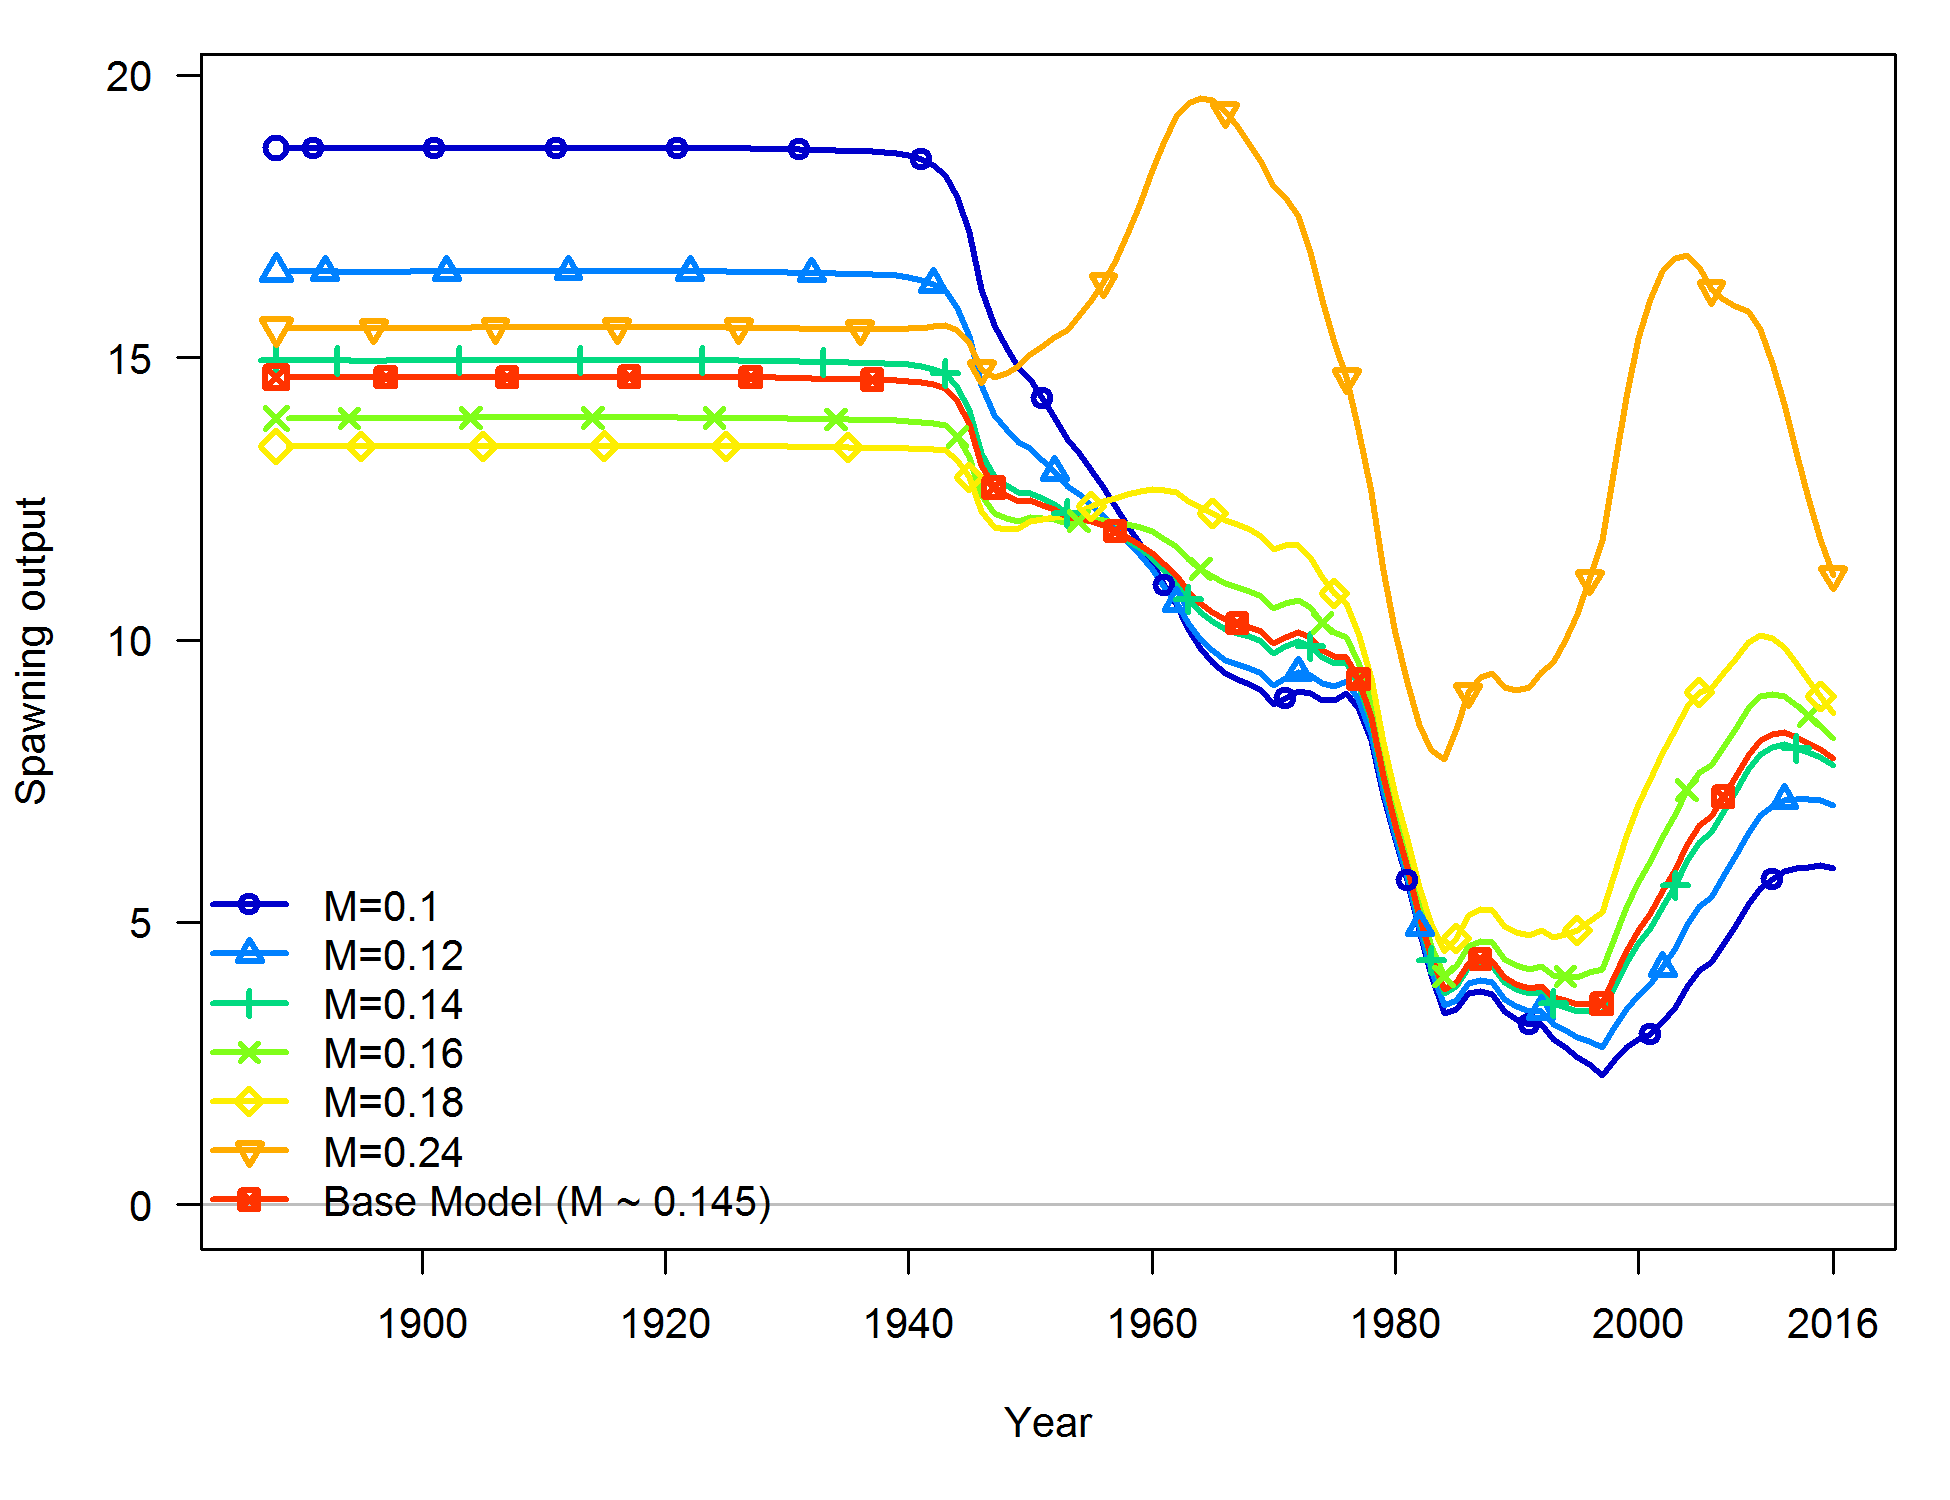 20
15
10
5
0
Spawning output
M=0.1
M=0.12
M=0.14
M=0.16
M=0.18
M=0.24
Base Model (M ~ 0.145)
1900 1920 1940 1960 1980 2000 2016
Year